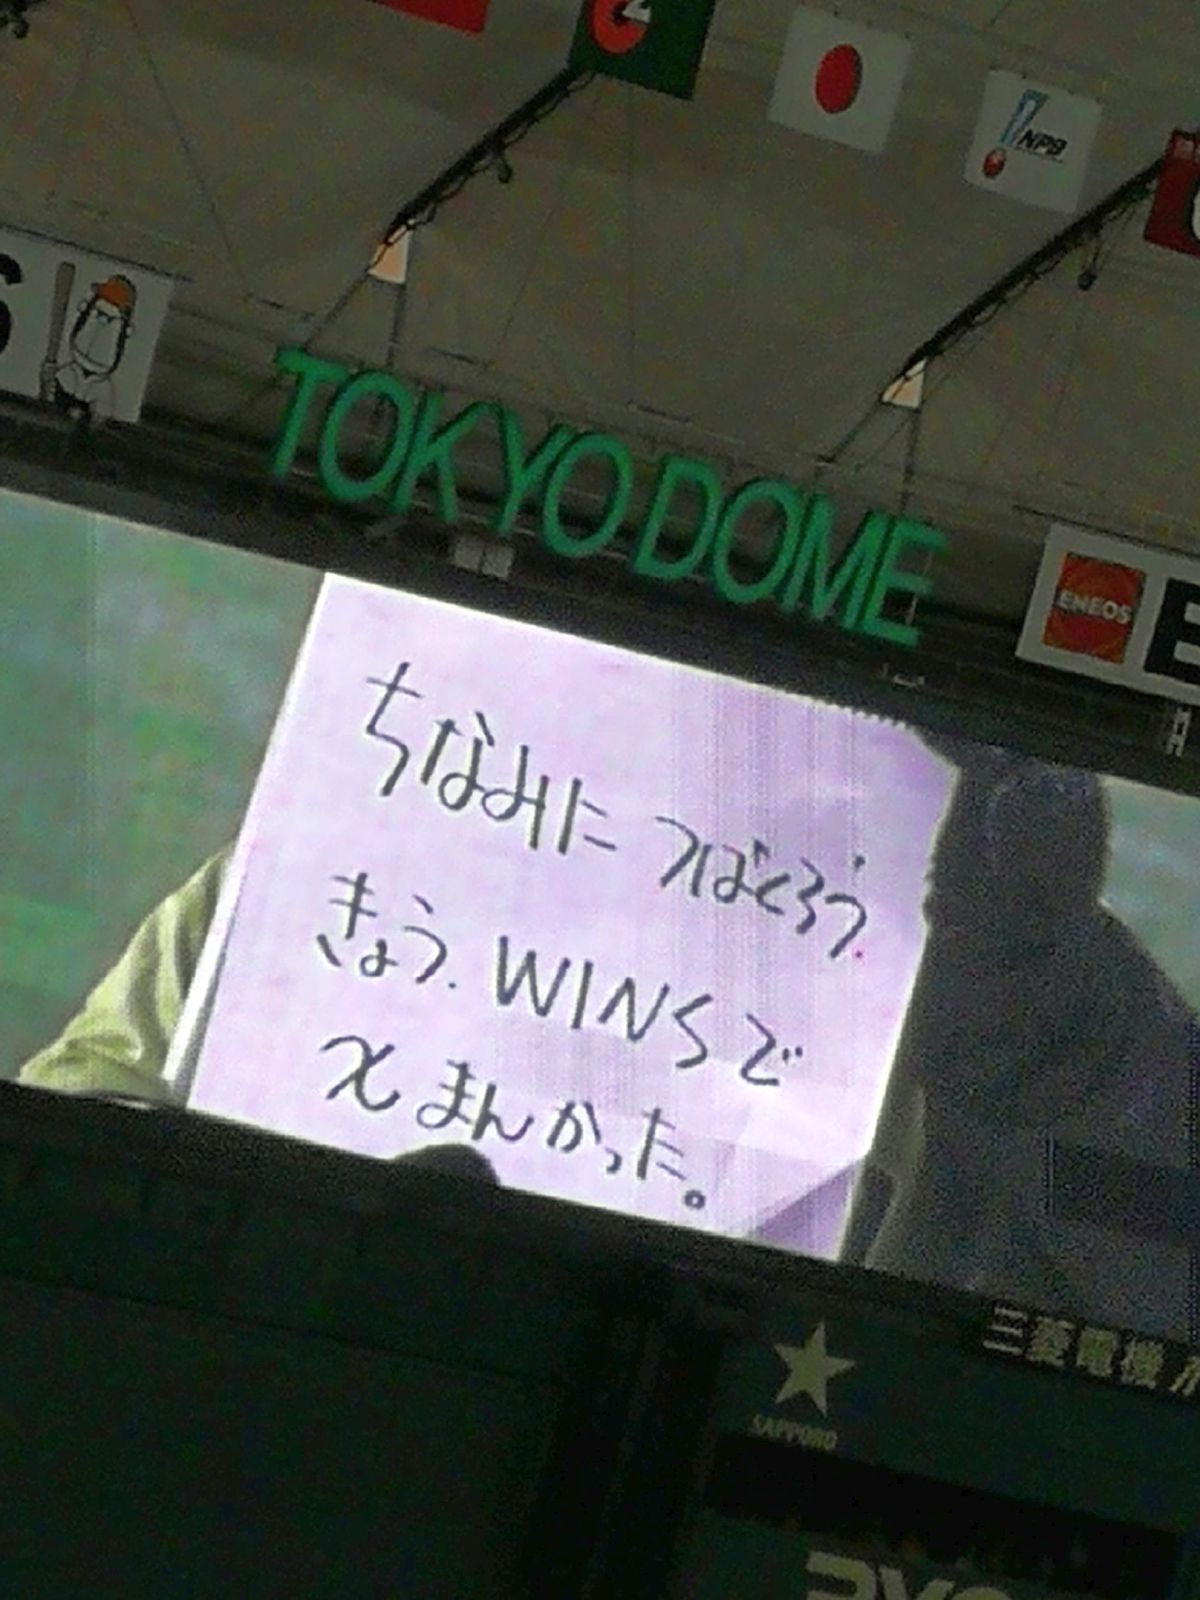 NPB
TOKYO DOME
ENEOS
ちなみに つばくろう.
きょう. WINSで
x まんかった。
三菱電機
SAPPORO